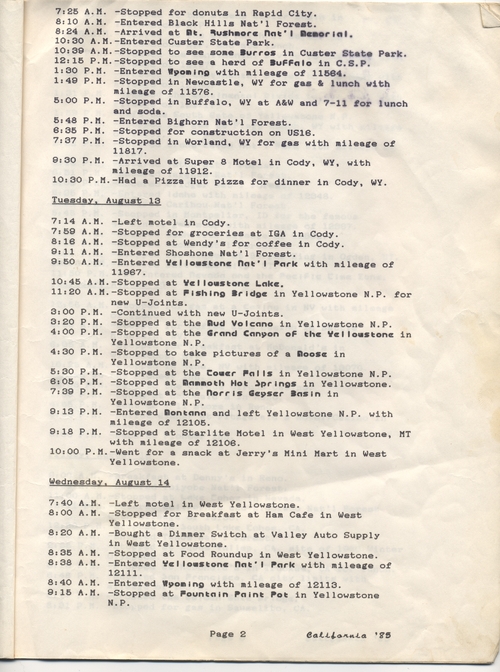 7:25 A.M. -Stopped for donuts in Rapid City.
8:10 A.M. -Entered Black Hills Nat'l Forest.
8:24 A.M. -Arrived at Mt. Rushmore Nat'l Memorial.
10:30 A.M. -Entered Custer State Park.
10:39 A.M. -Stopped to see some Burros in Custer State Park.
12:15 P.M. -Stopped to see a herd of Buffalo in C.S.P.
1:30 P.M. -Entered Wyoming with mileage of 11564.
1:49 P.M. -Stopped in Newcastle, WY for gas & lunch with
mileage of 11576.
5:00 P.M. -Stopped in Buffalo, WY at A&W and 7-11 for lunch
and soda.
5:48 P.M. -Entered Bighorn Nat'l Forest.
6:35 P.M. -Stopped for construction on US16.
7:37 P.M. -Stopped in Worland, WY for gas with mileage of
11817.
9:30 P.M. -Arrived at Super 8 Motel in Cody, WY, with
mileage of 11912.
10:30 P.M.-Had a Pizza Hut pizza for dinner in Cody, WY.
Tuesday, August 13
7:14 A.M. -Left motel in Cody.
7:59 A.M. -Stopped for groceries at IGA in Cody.
8:16 A.M. -Stopped at Wendy's for coffee in Cody.
9:11 A.M. -Entered Shoshone Nat'l Forest.
9:50 A.M. -Entered Yellowstone Nat'l Park with mileage of
11967.
10:45 A.M. -Stopped at Yellowstone Lake.
11:20 A.M.-Stopped at Fishing Bridge in Yellowstone N.P. for
new U-Joints.
3:00 P.M. -Continued with new U-Joints.
3:20 P.M. -Stopped at the Mud Volcano in Yellowstone N.P.
4:00 P.M. -Stopped at the Grand Canyon of the Yellowstone in
Yellowstone N.P.
4:30 P.M. -Stopped to take pictures of a Moose in
Yellowstone N.P.
5:30 P.M. -Stopped at the Tower Falls in Yellowstone N.P.
6:05 P.M. -Stopped at Mammoth Hot Springs in Yellowstone.
7:39 P.M. -Stopped at the Norris Geyser Basin in
Yellowstone N.P.
9:13 P.M. -Entered Montana and left Yellowstone N.P. with
mileage of 12105.
9:18 P.M. -Stopped at Starlite Motel in West Yellowstone, MT
with mileage of 12106.
10:00 P.M.-Went for a snack at Jerry's Mini Mart in West
Yellowstone.
Wednesday, August 14
7:40 A.M. -Left motel in West Yellowstone.
8:00 A.M. -Stopped for Breakfast at Ham Cafe in West
Yellowstone.
8:20 A.M. -Bought a Dimmer Switch at Valley Auto Supply
in West Yellowstone.
8:35 A.M. -Stopped at Food Roundup in West Yellowstone.
8:38 A.M. -Entered Yellowstone Nat'l Park with mileage of
12111.
8:40 A.M. -Entered Wyoming with mileage of 12113.
9:15 A.M. -Stopped at Fountain Paint Pot in Yellowstone
N.P.
Page 2 California '85